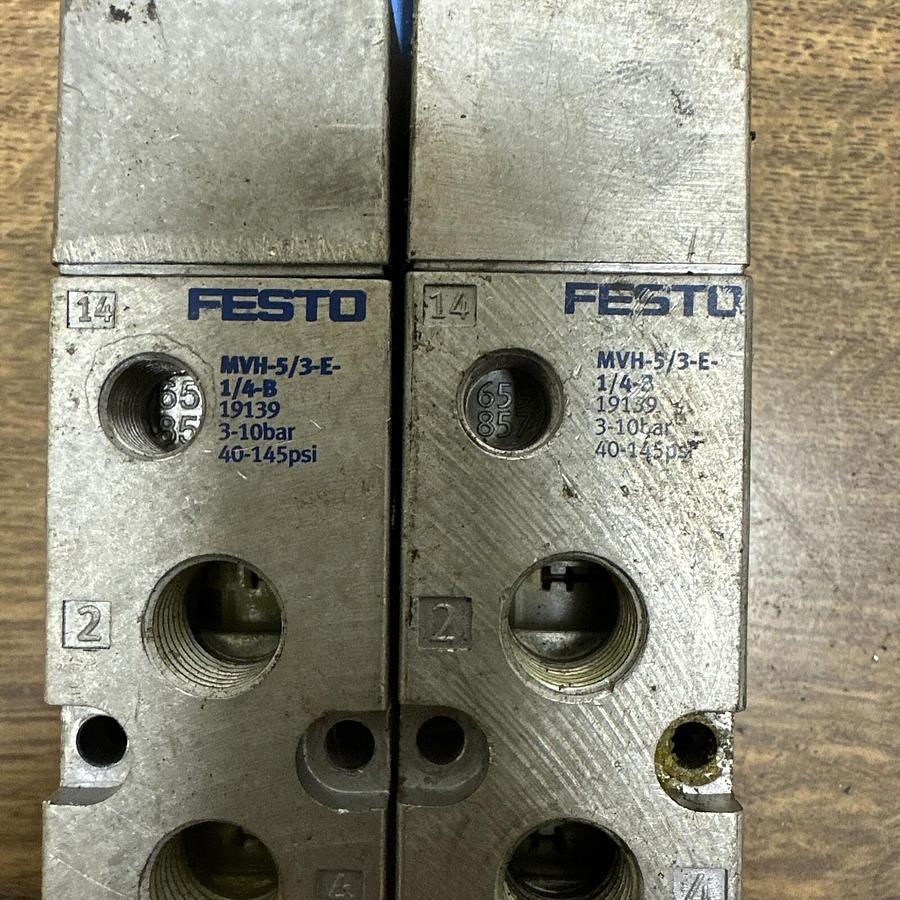 14
FESTO
MVH-5/3-E-
1/4-B
19139
3-10bar
40-145psi
65
85
2
4
14
FESTO
MVH-5/3-E-
1/4-B
19139
3-10bar
40-145psi
65
857
2
4